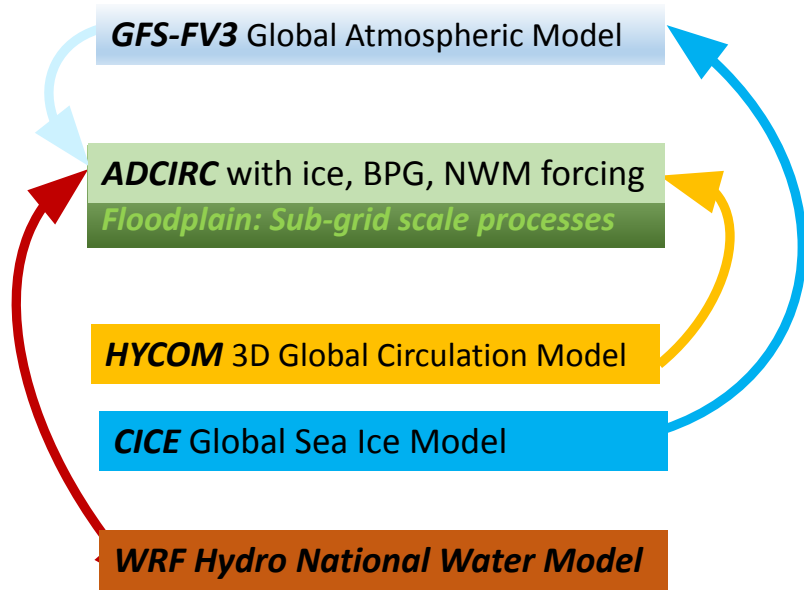 GFS-FV3 Global Atmospheric Model
ADCIRC with ice, BPG, NWM forcing
Floodplain: Sub-grid scale processes
HYCOM 3D Global Circulation Model
CICE Global Sea Ice Model
WRF Hydro National Water Model